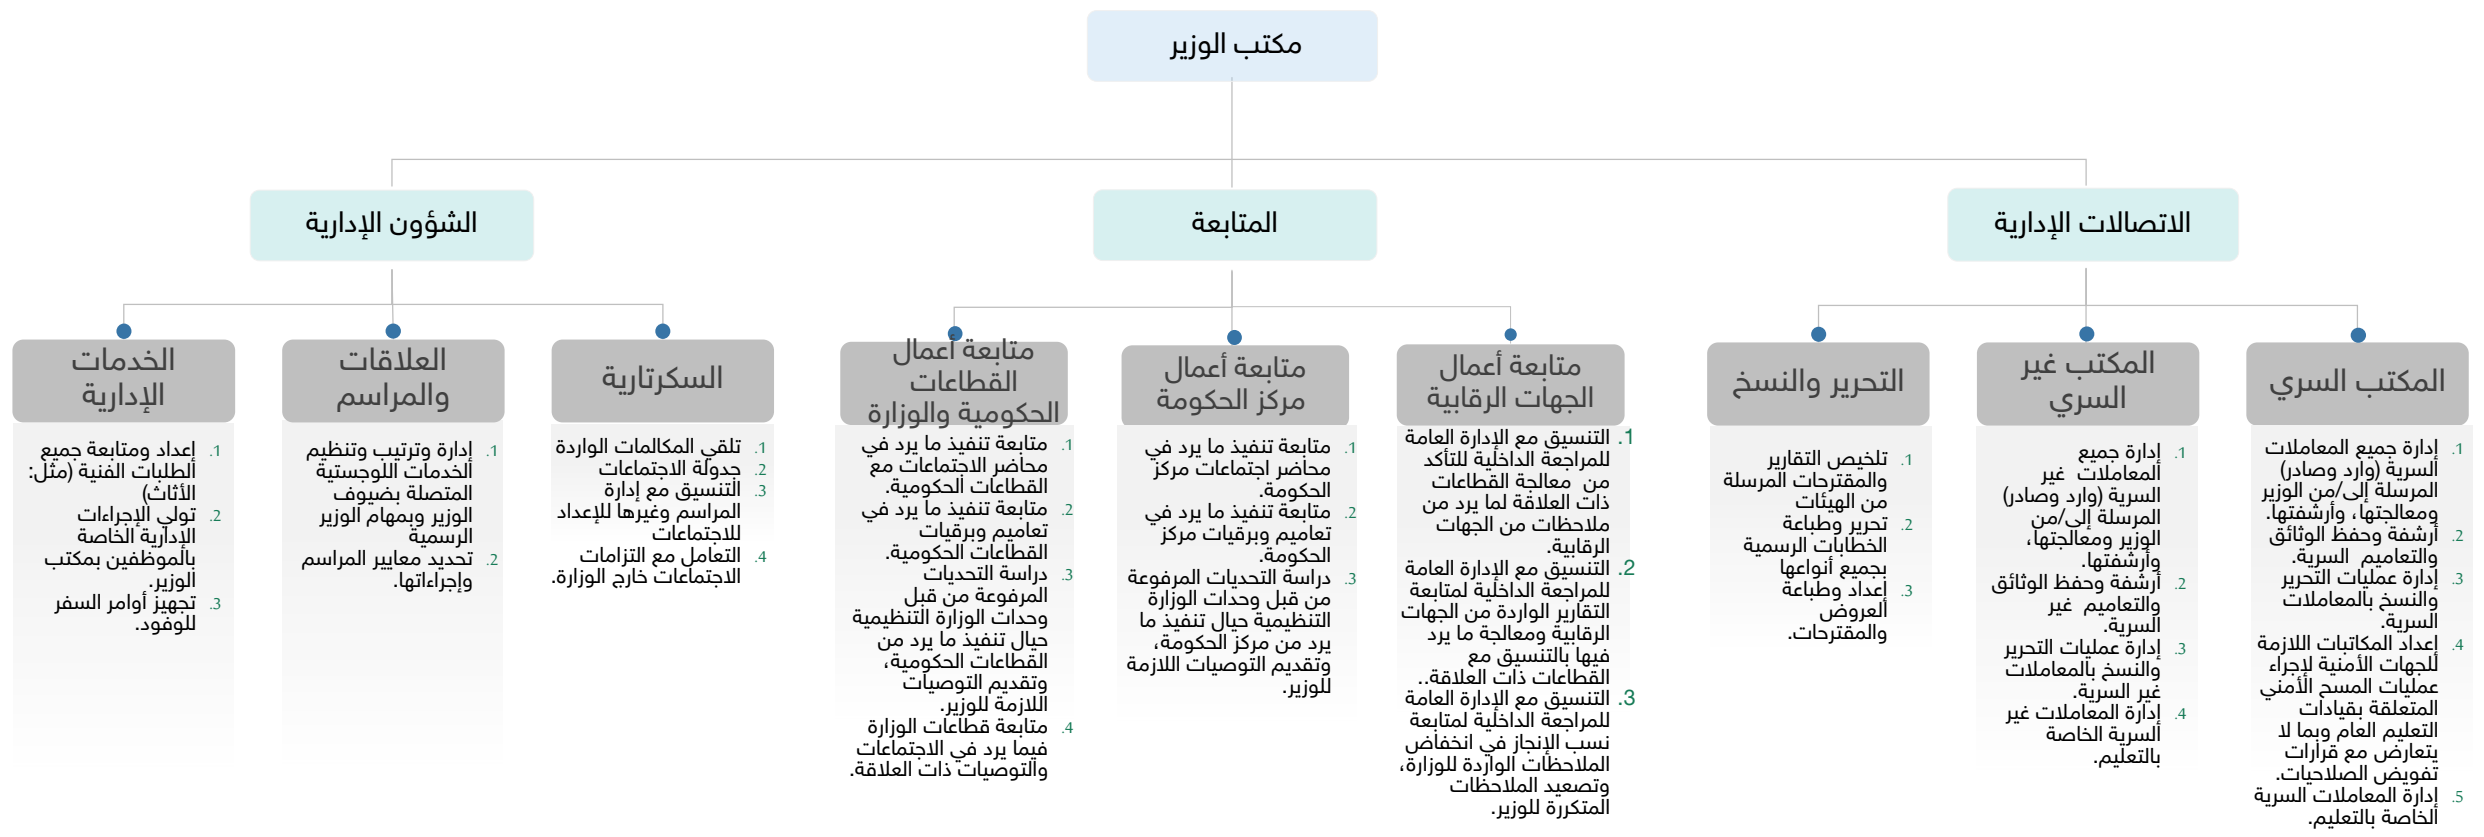 مكتب الوزير
الاتصالات الإدارية
المتابعة
الشؤون الإدارية
المكتب السري
1. إدارة جميع المعاملات
السرية (وارد وصادر)
المرسلة إلى/من الوزير
ومعالجتها، وأرشفتها.
2. أرشفة وحفظ الوثائق
والتعاميم السرية.
3. إدارة عمليات التحرير
والنسخ بالمعاملات
السرية.
4. إعداد المكاتبات اللازمة
للجهات الأمنية لإجراء
عمليات المسح الأمني
المتعلقة بقيادات
التعليم العام وبما لا
يتعارض مع قرارات
تفويض الصلاحيات.
5. إدارة المعاملات السرية
الخاصة بالتعليم.
المكتب غير
السري
1. إدارة جميع
المعاملات غير
السرية (وارد وصادر)
المرسلة إلى/من
الوزير ومعالجتها،
وأرشفتها.
2. أرشفة وحفظ الوثائق
والتعاميم غير
السرية.
3. إدارة عمليات التحرير
والنسخ بالمعاملات
غير السرية.
4. إدارة المعاملات غير
السرية الخاصة
بالتعليم.
التحرير والنسخ
1. تلخيص التقارير
والمقترحات المرسلة
من الهيئات
2. تحرير وطباعة
الخطابات الرسمية
بجميع أنواعها
3. إعداد وطباعة
العروض
والمقترحات.
متابعة أعمال
الجهات الرقابية
1. التنسيق مع الإدارة العامة
للمراجعة الداخلية للتأكد
من معالجة القطاعات
ذات العلاقة لما يرد من
ملاحظات من الجهات
الرقابية.
2. التنسيق مع الإدارة العامة
للمراجعة الداخلية لمتابعة
التقارير الواردة من الجهات
الرقابية ومعالجة ما يرد
فيها بالتنسيق مع
القطاعات ذات العلاقة..
3. التنسيق مع الإدارة العامة
للمراجعة الداخلية لمتابعة
نسب الإنجاز في انخفاض
الملاحظات الواردة للوزارة،
وتصعيد الملاحظات
المتكررة للوزير.
متابعة أعمال
مركز الحكومة
1. متابعة تنفيذ ما يرد في
محاضر اجتماعات مركز
الحكومة.
2. متابعة تنفيذ ما يرد في
تعاميم وبرقيات مركز
الحكومة.
3. دراسة التحديات المرفوعة
من قبل وحدات الوزارة
التنظيمية حيال تنفيذ ما
يرد من مركز الحكومة،
وتقديم التوصيات اللازمة
للوزير.
متابعة أعمال
القطاعات
الحكومية والوزارة
1. متابعة تنفيذ ما يرد في
محاضر الاجتماعات مع
القطاعات الحكومية.
2. متابعة تنفيذ ما يرد في
تعاميم وبرقيات
القطاعات الحكومية.
3. دراسة التحديات
المرفوعة من قبل
وحدات الوزارة التنظيمية
حيال تنفيذ ما يرد من
القطاعات الحكومية،
وتقديم التوصيات
اللازمة للوزير.
4. متابعة قطاعات الوزارة
فيما يرد في الاجتماعات
والتوصيات ذات العلاقة.
السكرتارية
1. تلقي المكالمات الواردة
2. جدولة الاجتماعات
3. التنسيق مع إدارة
المراسم وغيرها للإعداد
للاجتماعات
4. التعامل مع التزامات
الاجتماعات خارج الوزارة.
العلاقات
والمراسم
1. إدارة وترتيب وتنظيم
الخدمات اللوجستية
المتصلة بضيوف
الوزير وبمهام الوزير
الرسمية
2. تحديد معايير المراسم
وإجراءاتها.
الخدمات
الإدارية
1. إعداد ومتابعة جميع
الطلبات الفنية (مثل:
الأثاث)
2. تولي الإجراءات
الإدارية الخاصة
بالموظفين بمكتب
الوزير.
3. تجهيز أوامر السفر
للوفود.